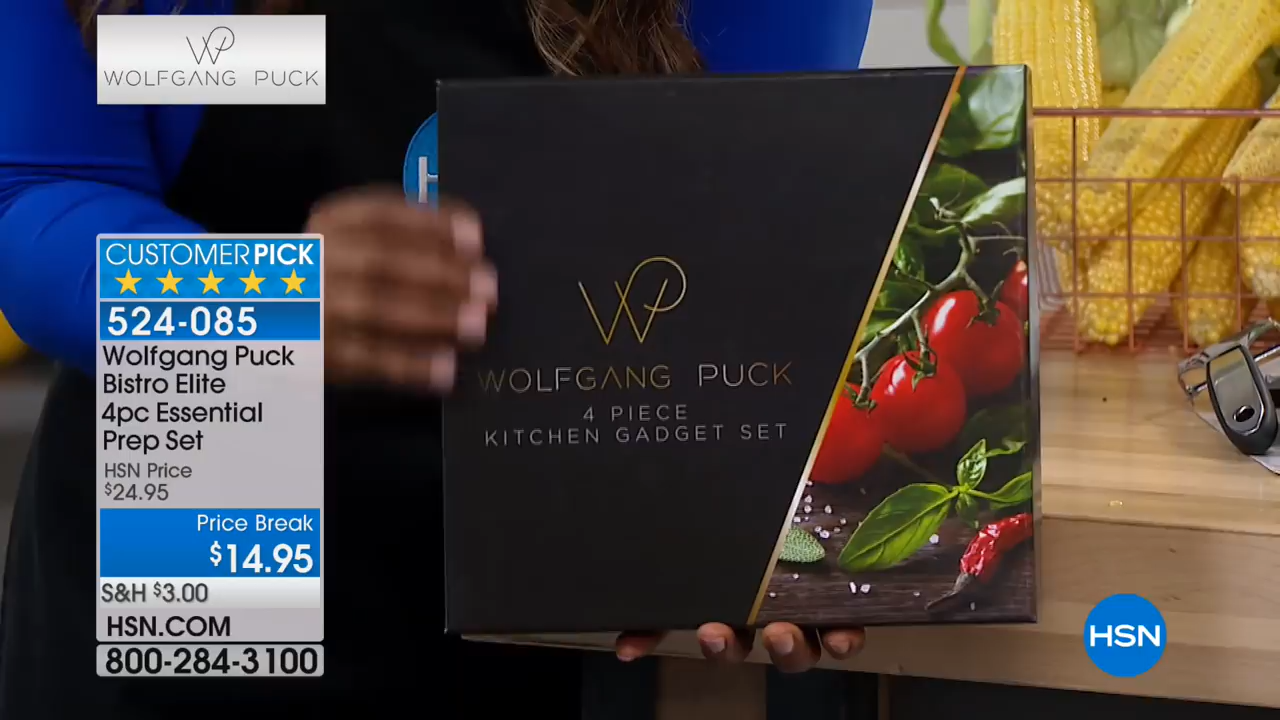 WP
WOLFGANG PUCK
CUSTOMER PICK
524-085
Wolfgang Puck
Bistro Elite
4pc Essential
Prep Set
HSN Price
$24.95
Price Break
$14.95
S&H $3.00
HSN.COM
800-284-3100
WP
WOLFGANG PUCK
4 PIECE
KITCHEN GADGET SET
H
HSN